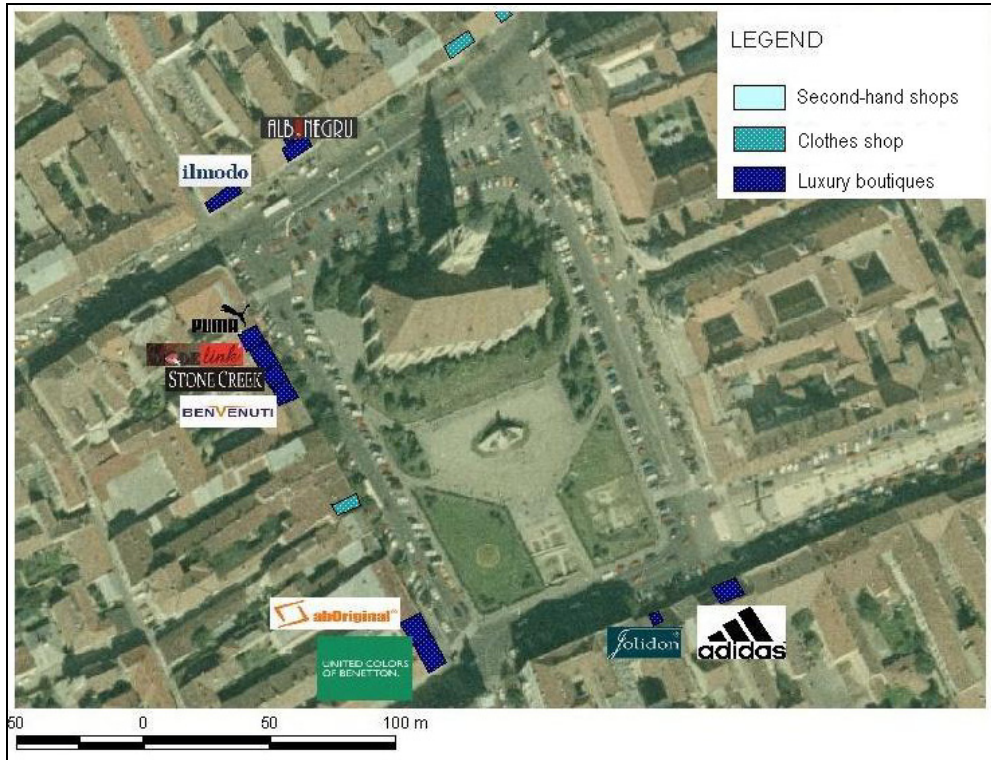 LEGEND
Second-hand shops
Clothes shop
Luxury boutiques
ALB NEGRU
ilmodo
PUMA
link
STONE CREEK
BENVENUTI
abOriginal®
UNITED COLORS
OF BENETTON.
Jolidon®
adidas
50 0 50 100 m